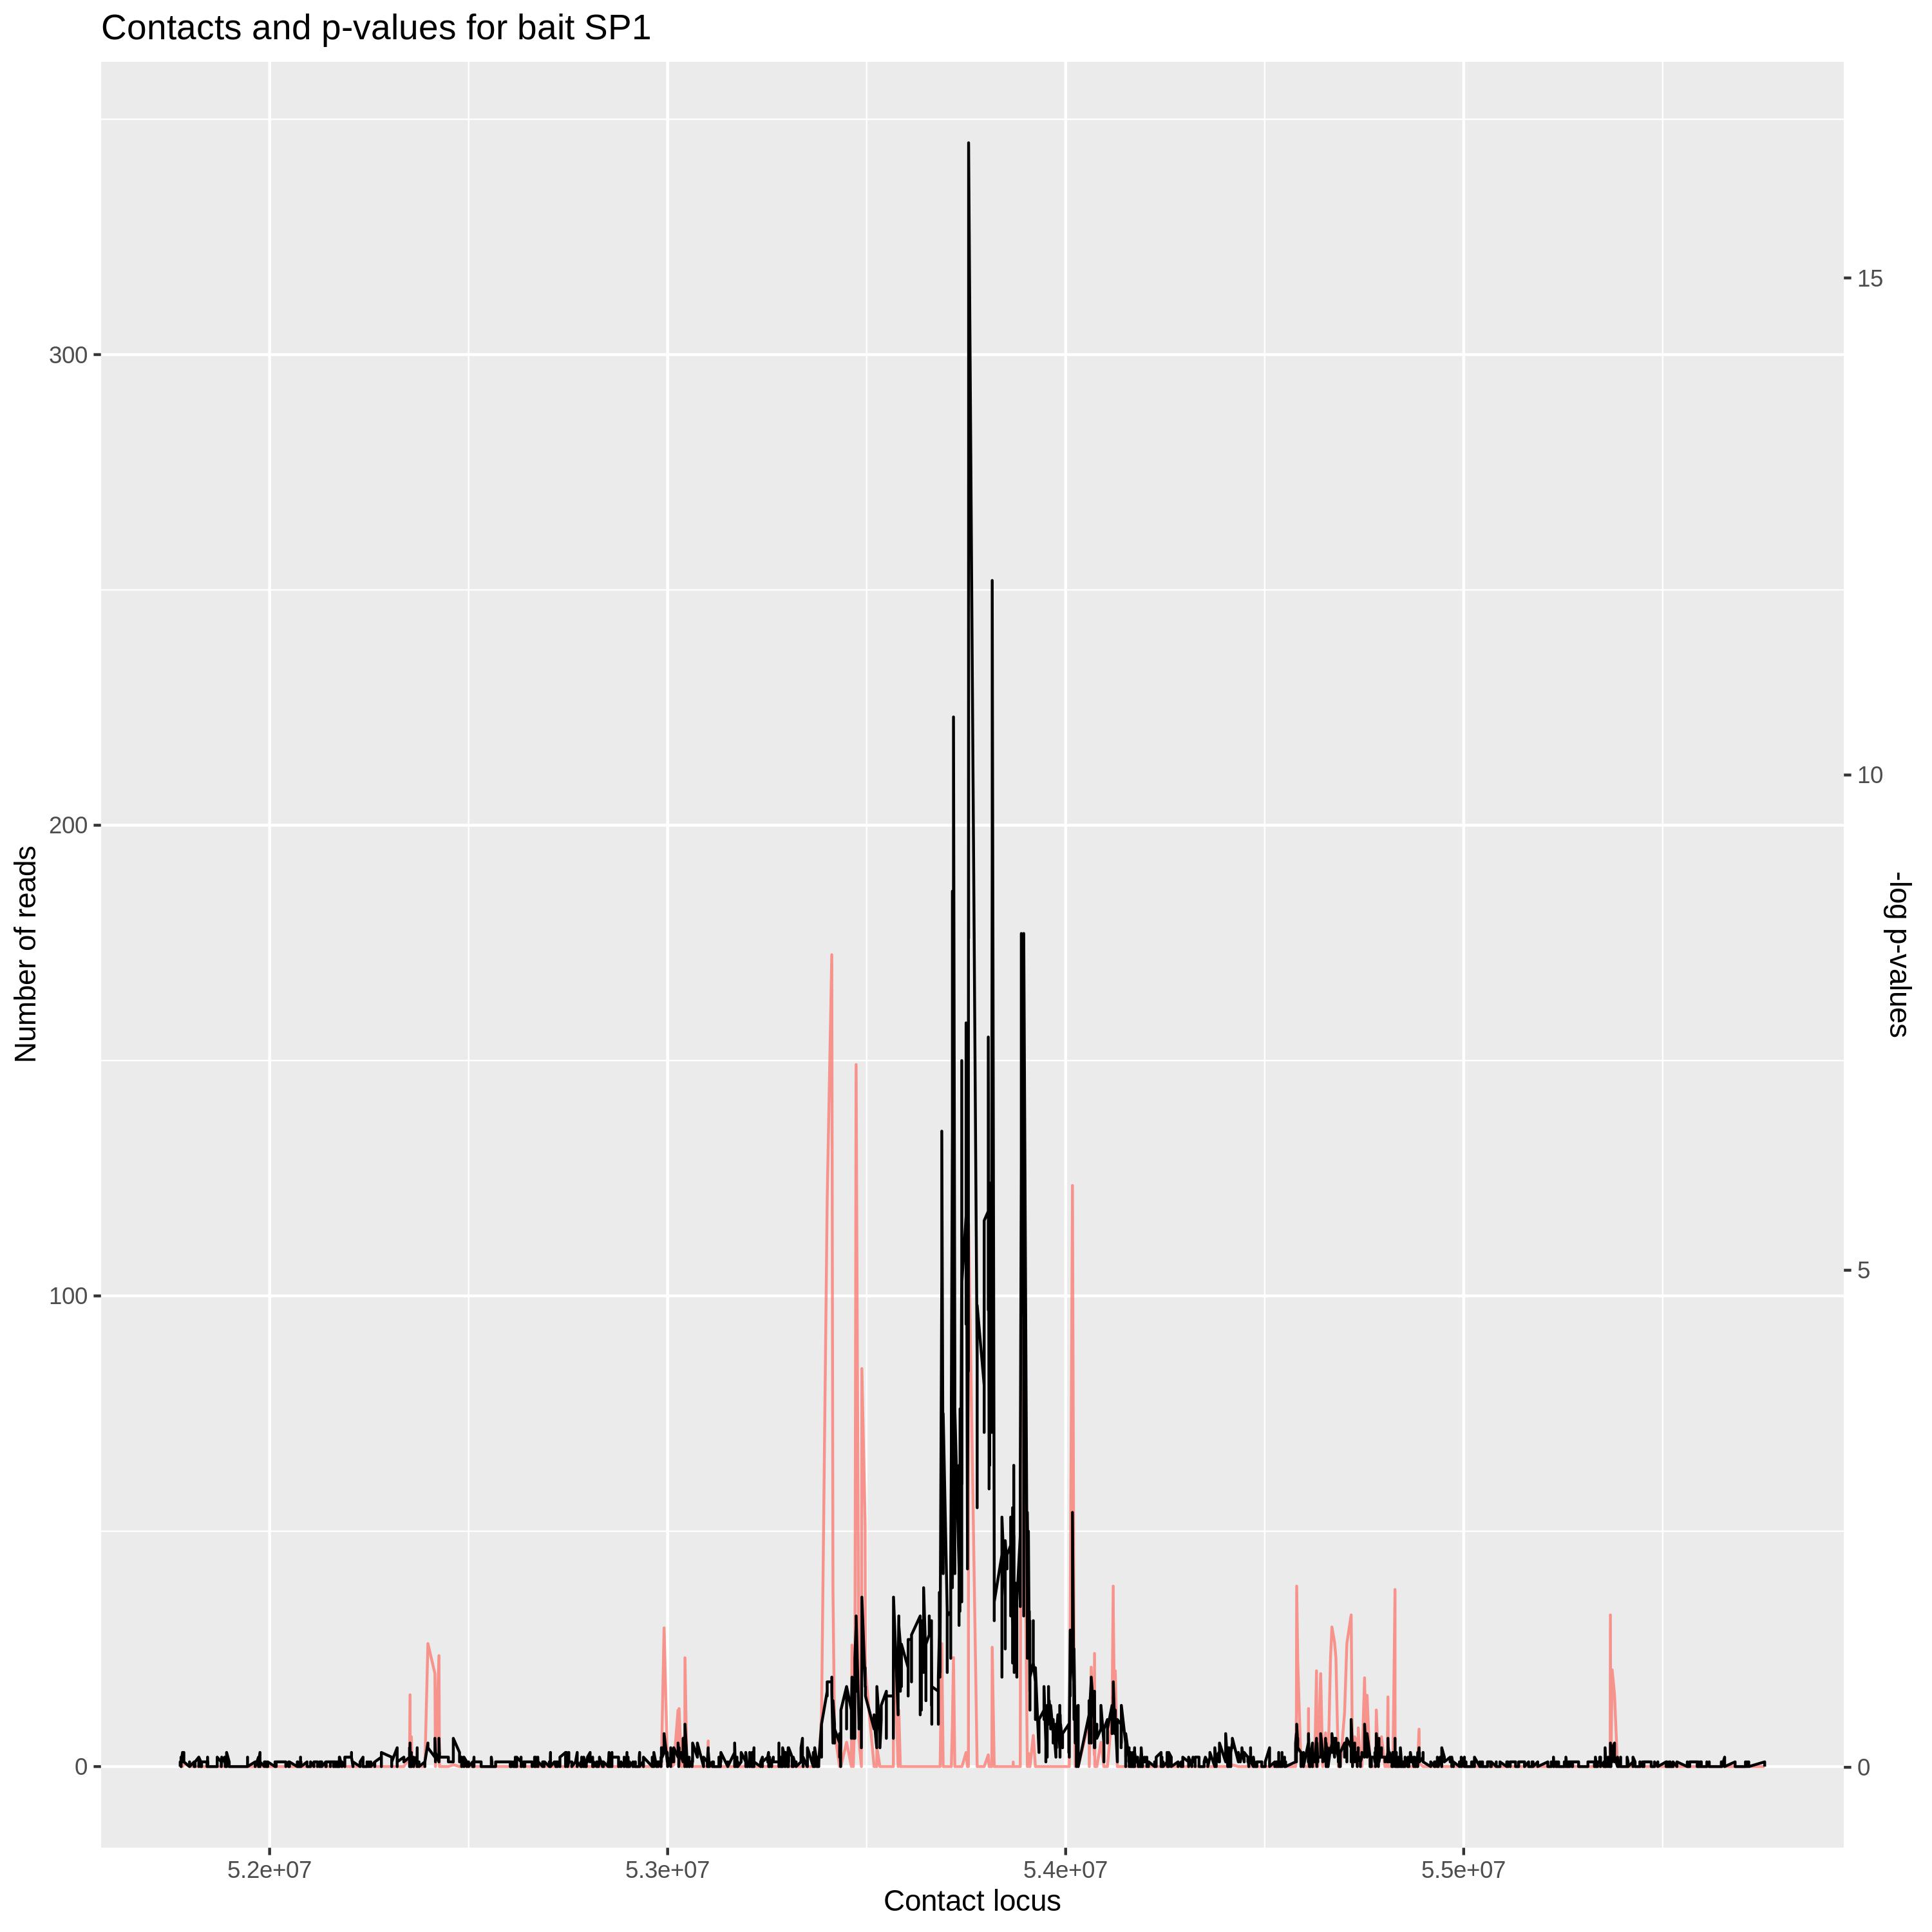 Contacts and p-values for bait SP1
300
200
100
0
15
10
5
0
Number of reads
-log p-values
5.2e+07
5.3e+07
5.4e+07
5.5e+07
Contact locus